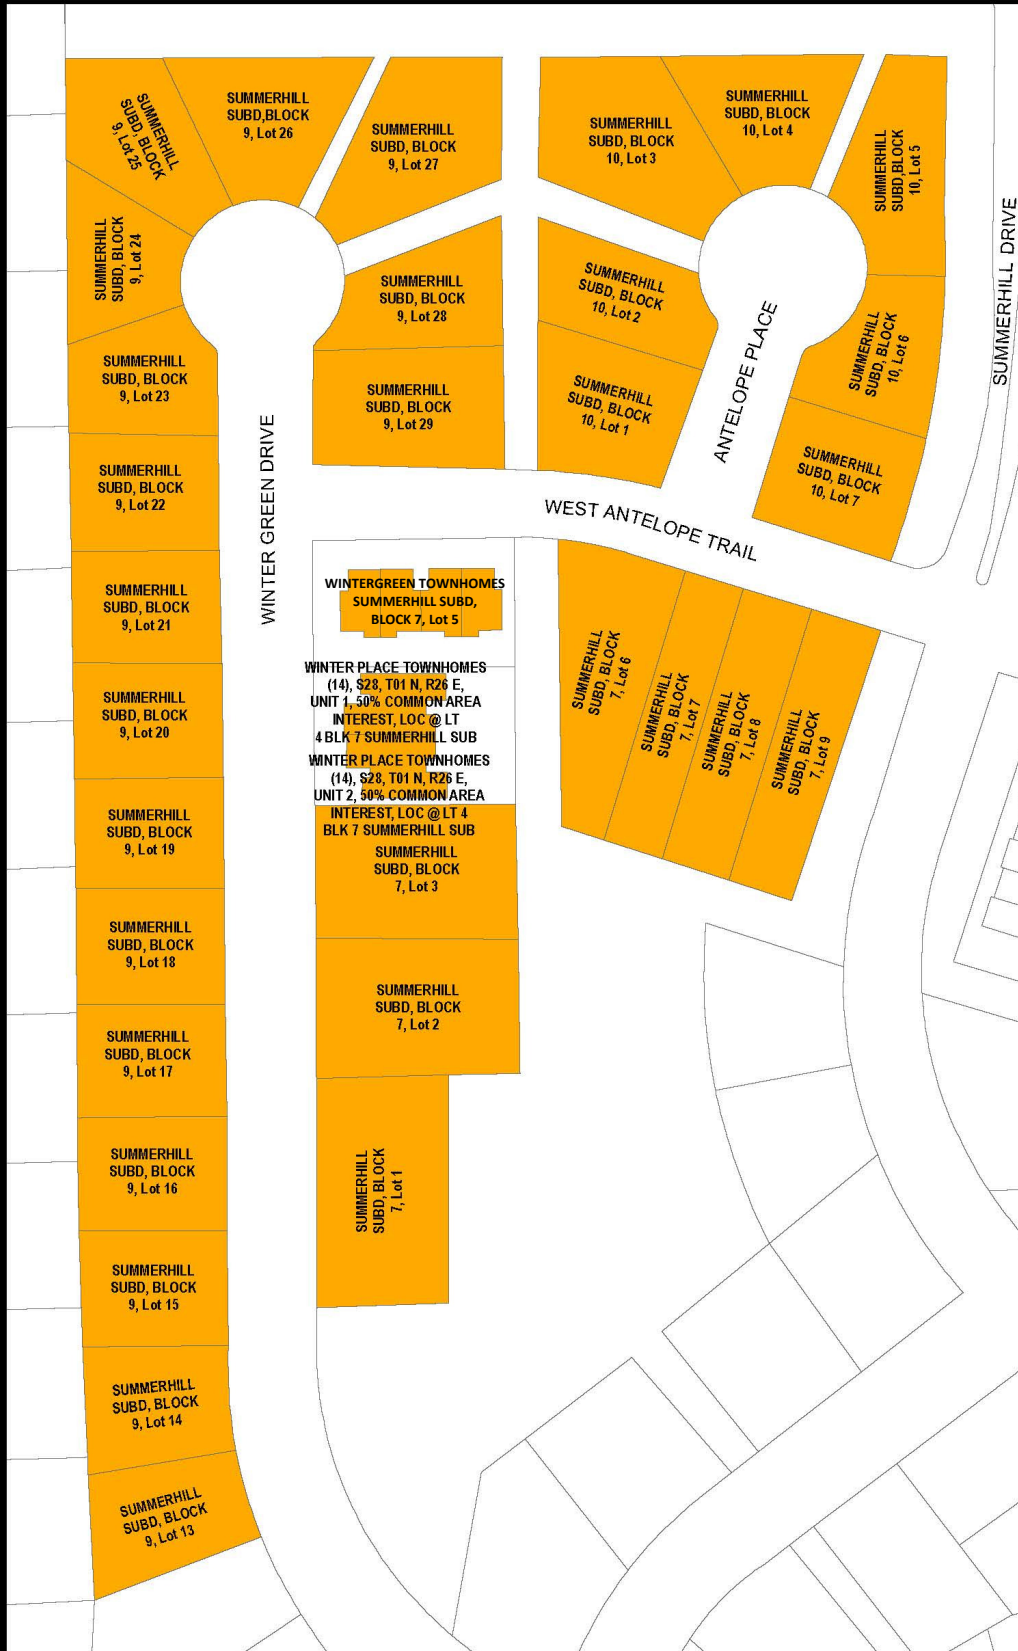 SUMMERHILL
SUBD, BLOCK
9, Lot 25
SUMMERHILL
SUBD,BLOCK
9, Lot 26
SUMMERHILL
SUBD, BLOCK
9, Lot 27
SUMMERHILL
SUBD, BLOCK
10, Lot 3
SUMMERHILL
SUBD, BLOCK
10, Lot 4
SUMMERHILL
SUBD,BLOCK
10, Lot 5
SUMMERHILL DRIVE
SUMMERHILL
SUBD, BLOCK
9, Lot 24
SUMMERHILL
SUBD, BLOCK
9, Lot 28
SUMMERHILL
SUBD, BLOCK
10, Lot 2
ANTELOPE PLACE
SUMMERHILL
SUBD, BLOCK
10, Lot 6
SUMMERHILL
SUBD, BLOCK
9, Lot 23
SUMMERHILL
SUBD, BLOCK
9, Lot 29
SUMMERHILL
SUBD, BLOCK
10, Lot 1
SUMMERHILL
SUBD, BLOCK
10, Lot 7
SUMMERHILL
SUBD, BLOCK
9, Lot 22
WINTER GREEN DRIVE
WEST ANTELOPE TRAIL
SUMMERHILL
SUBD, BLOCK
9, Lot 21
WINTERGREEN TOWNHOMES
SUMMERHILL SUBD,
BLOCK 7, Lot 5
SUMMERHILL
SUBD, BLOCK
7, Lot 6
SUMMERHILL
SUBD, BLOCK
7, Lot 7
SUMMERHILL
SUBD, BLOCK
7, Lot 8
SUMMERHILL
SUBD, BLOCK
7, Lot 9
SUMMERHILL
SUBD, BLOCK
9, Lot 20
WINTER PLACE TOWNHOMES
(14), S28, T01 N, R26 E,
UNIT 1, 50% COMMON AREA
INTEREST, LOC @ LT
4 BLK 7 SUMMERHILL SUB
WINTER PLACE TOWNHOMES
(14), S28, T01 N, R26 E,
UNIT 2, 50% COMMON AREA
INTEREST, LOC @ LT 4
BLK 7 SUMMERHILL SUB
SUMMERHILL
SUBD, BLOCK
9, Lot 19
SUMMERHILL
SUBD, BLOCK
7, Lot 3
SUMMERHILL
SUBD, BLOCK
9, Lot 18
SUMMERHILL
SUBD, BLOCK
7, Lot 2
SUMMERHILL
SUBD, BLOCK
9, Lot 17
SUMMERHILL
SUBD, BLOCK
9, Lot 16
SUMMERHILL
SUBD, BLOCK
7, Lot 1
SUMMERHILL
SUBD, BLOCK
9, Lot 15
SUMMERHILL
SUBD, BLOCK
9, Lot 14
SUMMERHILL
SUBD, BLOCK
9, Lot 13